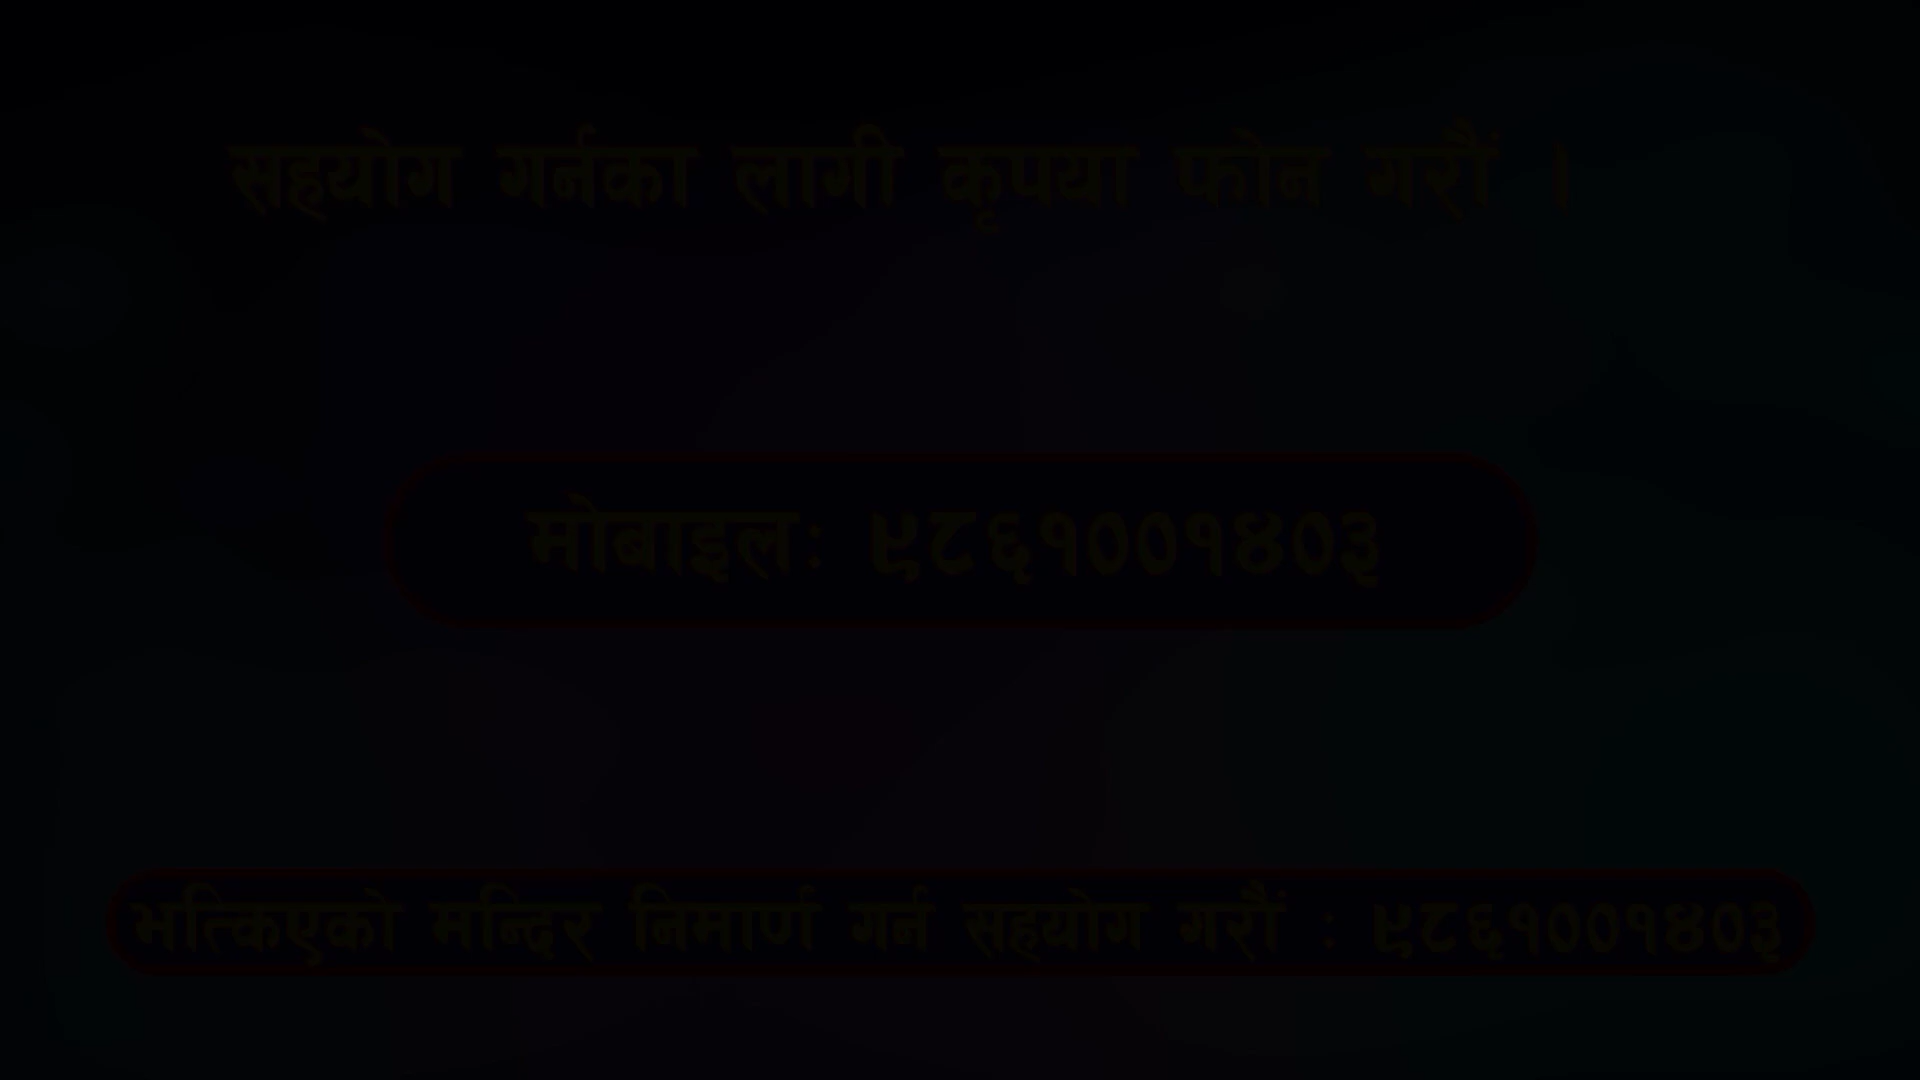 सहयोग गर्नका लागी कृपया फोन गरौं ।
मोबाइलः ९८६१००१४०३
भत्किएको मन्दिर निमार्ण गर्न सहयोग गरौं : ९८६१००१४०३